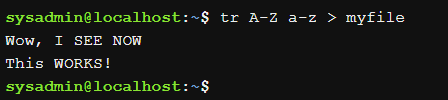 sysadmin@localhost:~$ tr A-Z a-z > myfile
Wow, I SEE NOW
This WORKS!
sysadmin@localhost:~$